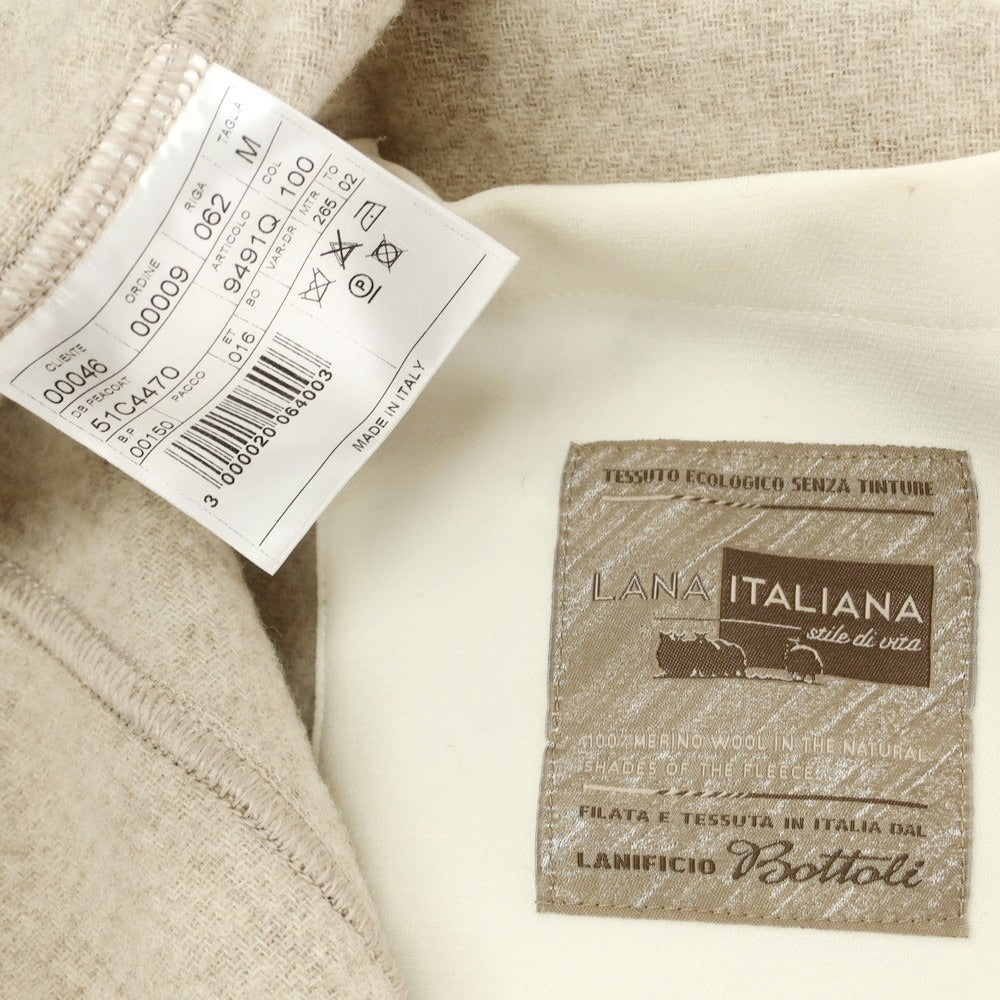 CLIENTE ORDINE RIGA TAGLIA
00046 00009 062 M
DB PEACOAT ARTICOLO COL
51C4470 9491Q 100
B.P. PACCO ET BO VAR-DR MTR TO
00150 016 265 02
3 000020 064003
MADE IN ITALY
TESSUTO ECOLOGICO SENZA TINTURE
LANA ITALIANA
stile di vita
100% MERINO WOOL IN THE NATURAL
SHADES OF THE FLEECE
FILATA E TESSUTA IN ITALIA DAL
LANIFICIO Bottoli